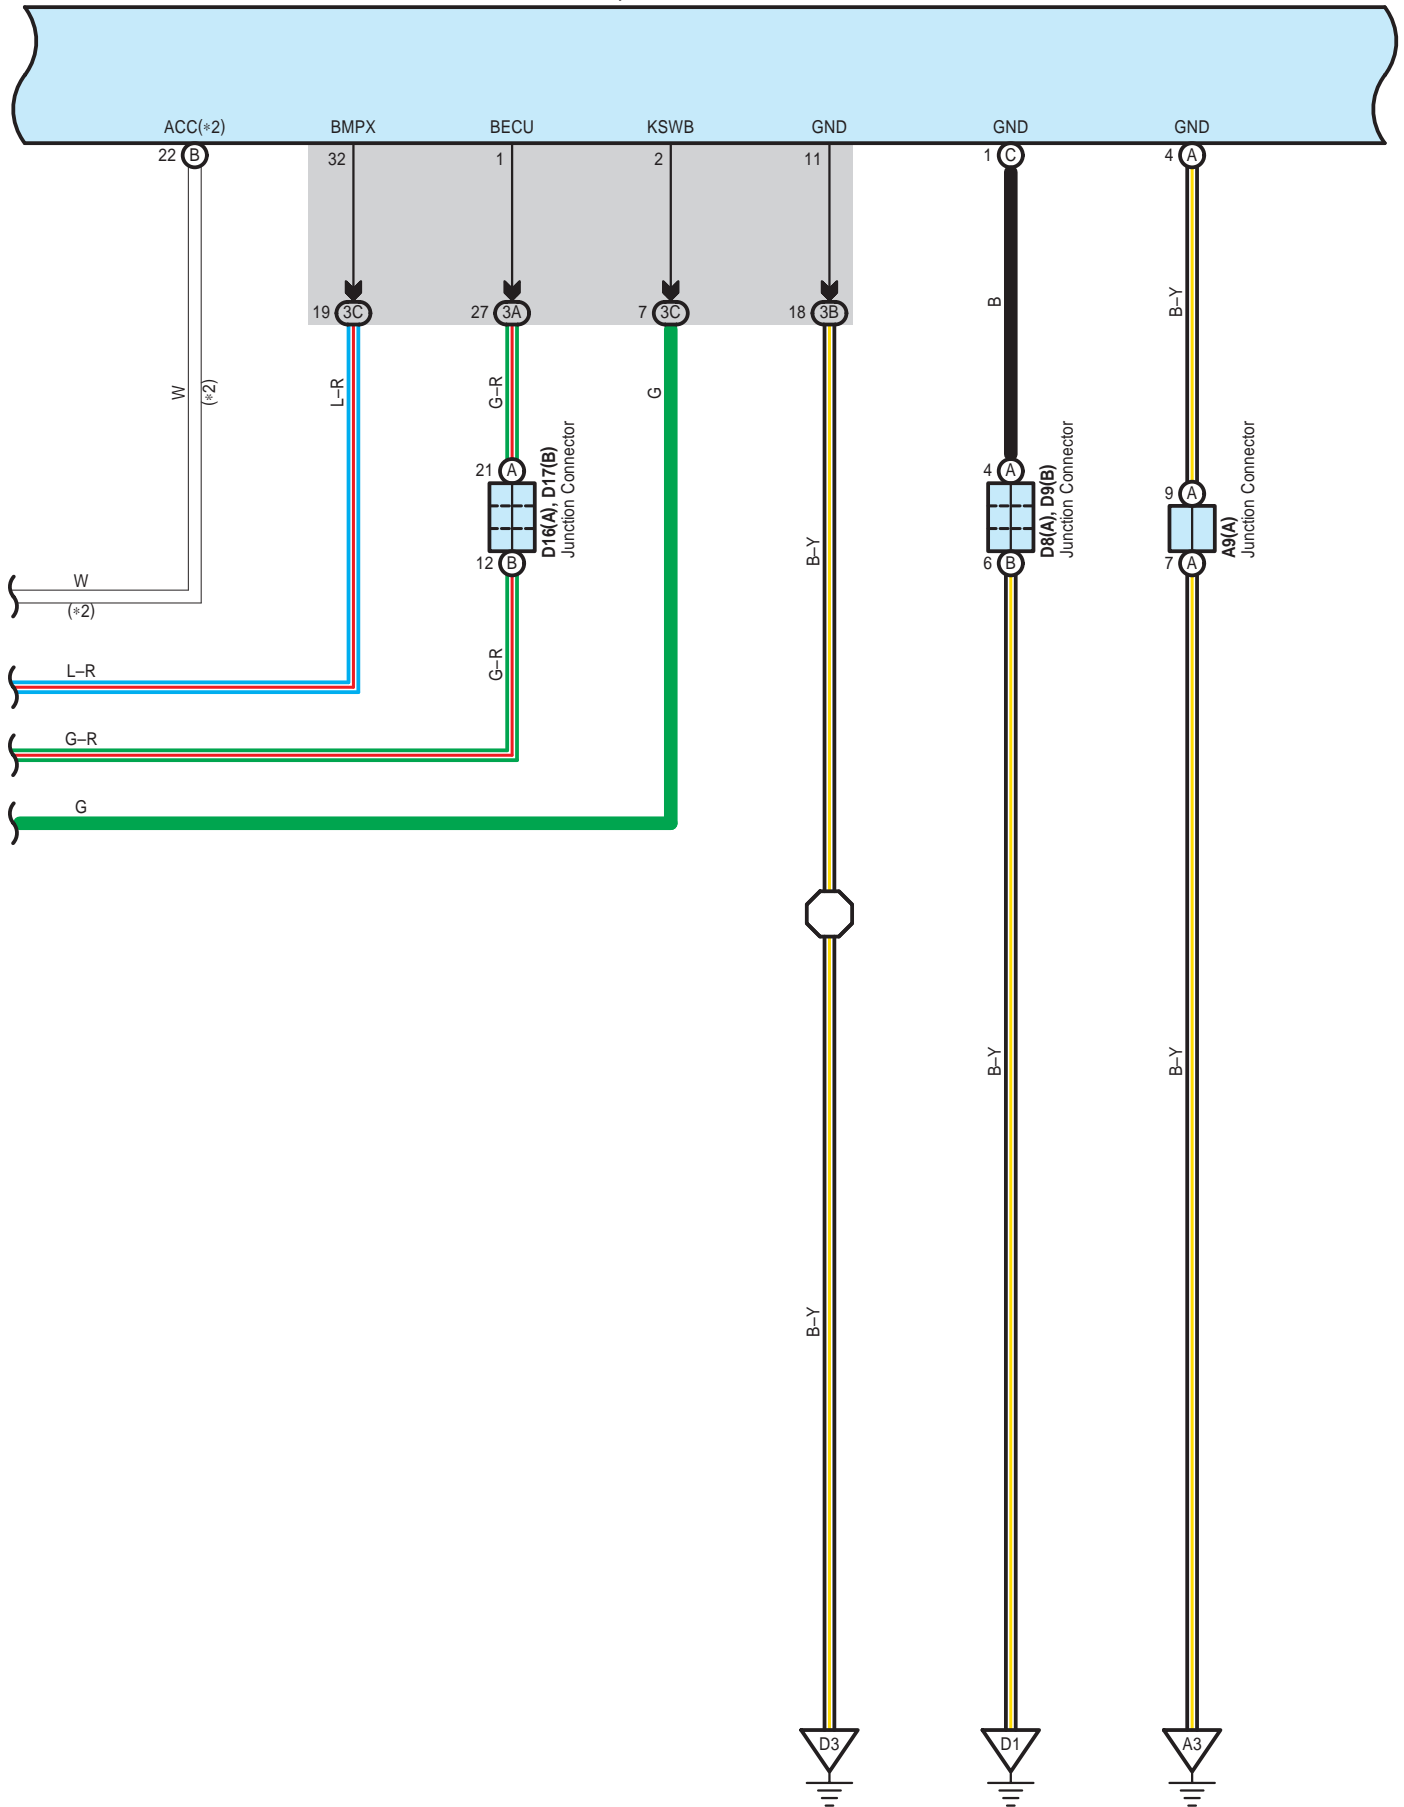 ACC(∗2) BMPX BECU KSWB GND GND GND
22 B 32 1 2 11 1 C 4 A
19 3C 27 3A 7 3C 18 3B
B
B–Y
W
(∗2)
L–R
G–R
G
21 A
D16(A), D17(B)
Junction Connector
12 B
4 A
D8(A), D9(B)
Junction Connector
6 B
9 A
A9(A)
Junction Connector
7 A
B–Y
W
(∗2)
L–R
G–R
G–R
G
B–Y
B–Y
B–Y
D3 D1 A3